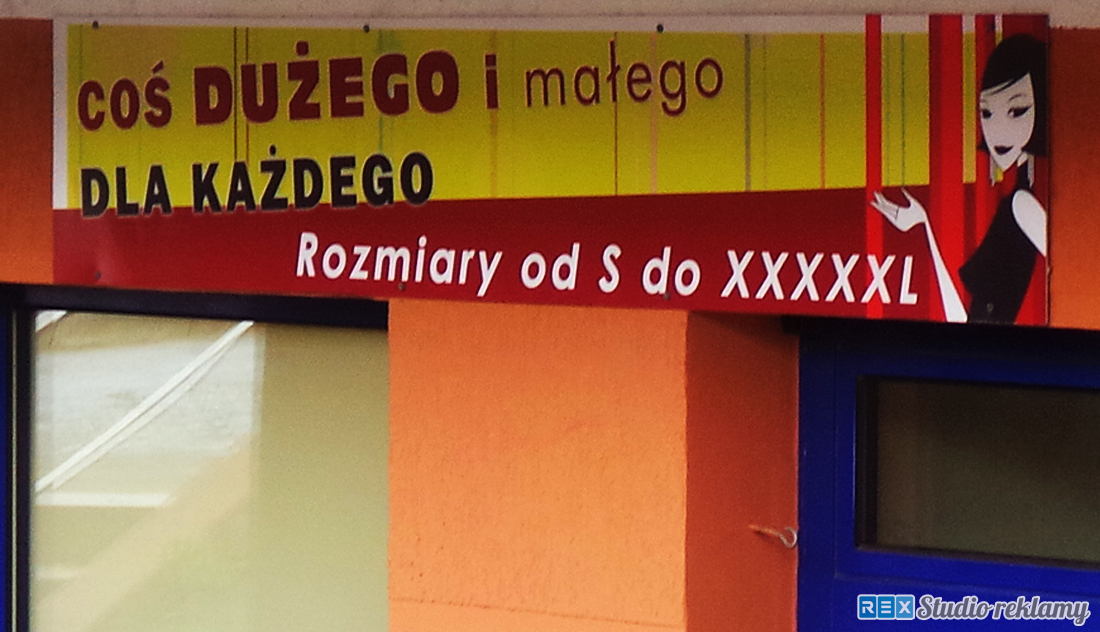 COŚ DUŻEGO i małego
DLA KAŻDEGO
Rozmiary od S do XXXXXL
REX Studio reklamy